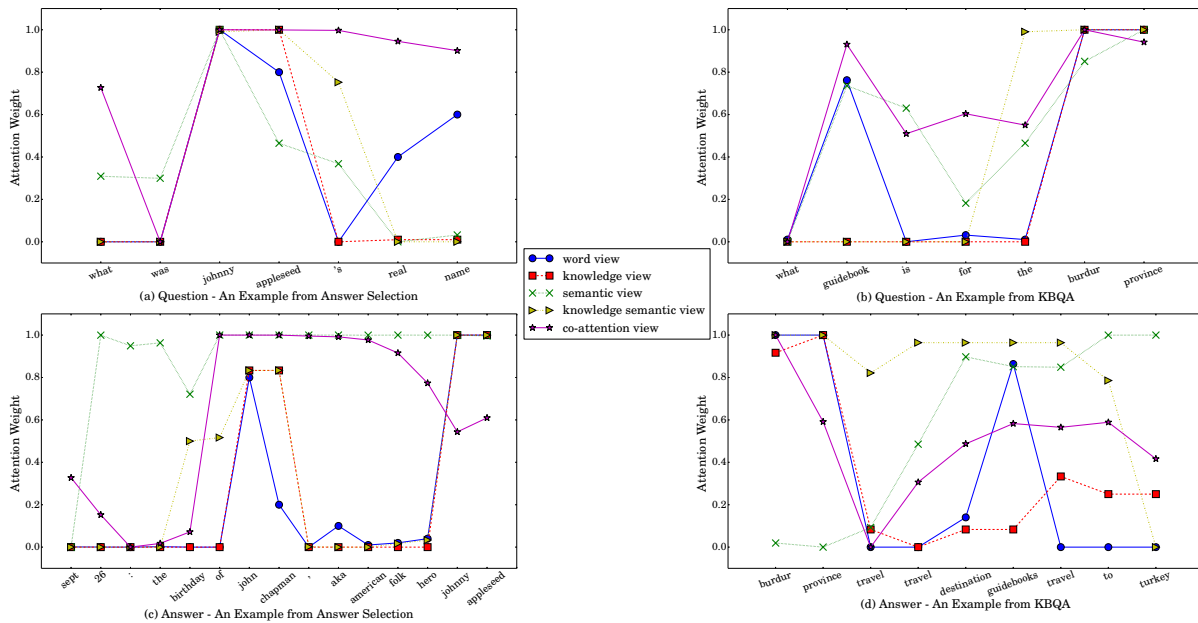 Attention Weight
1.0
0.8
0.6
0.4
0.2
0.0
what was johnny appleseed 's real name
(a) Question - An Example from Answer Selection
Attention Weight
1.0
0.8
0.6
0.4
0.2
0.0
what guidebook is for the burdur province
(b) Question - An Example from KBQA
word view
knowledge view
semantic view
knowledge semantic view
co-attention view
Attention Weight
1.0
0.8
0.6
0.4
0.2
0.0
sept 26 : the birthday of john chapman , aka american folk hero johnny appleseed
(c) Answer - An Example from Answer Selection
Attention Weight
1.0
0.8
0.6
0.4
0.2
0.0
burdur province travel travel destination guidebooks travel to turkey
(d) Answer - An Example from KBQA